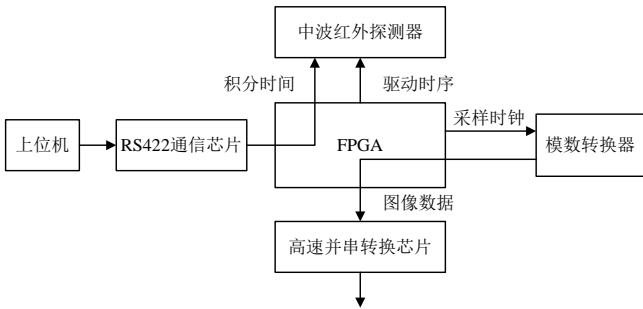 中波红外探测器
积分时间
驱动时序
上位机
RS422通信芯片
FPGA
采样时钟
模数转换器
图像数据
高速并串转换芯片